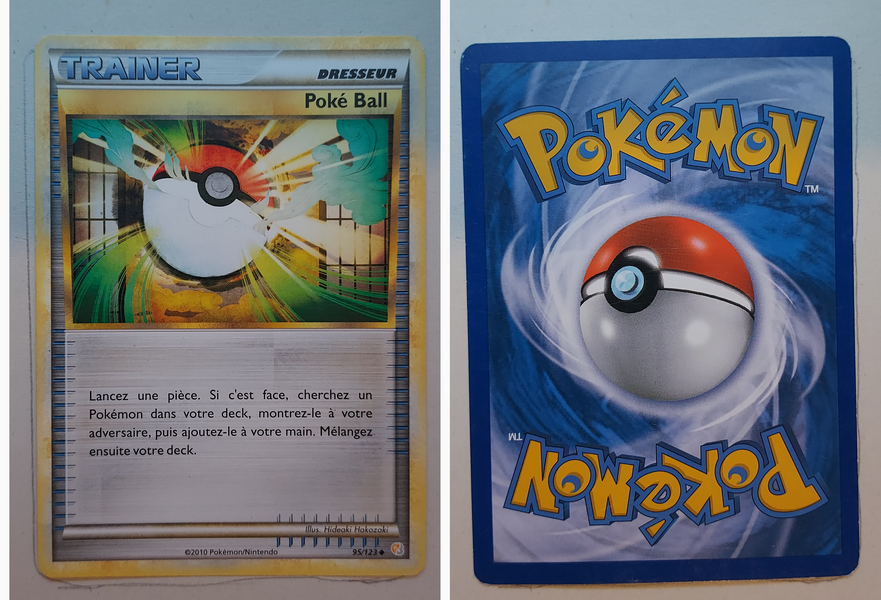 TRAINER
DRESSEUR
Poké Ball
Lancez une pièce. Si c'est face, cherchez un
Pokémon dans votre deck, montrez-le à votre
adversaire, puis ajoutez-le à votre main. Mélangez
ensuite votre deck.
Illus. Hideaki Hakozaki
©2010 Pokémon/Nintendo
95/123
POKéMON
TM
TM
POKéMON